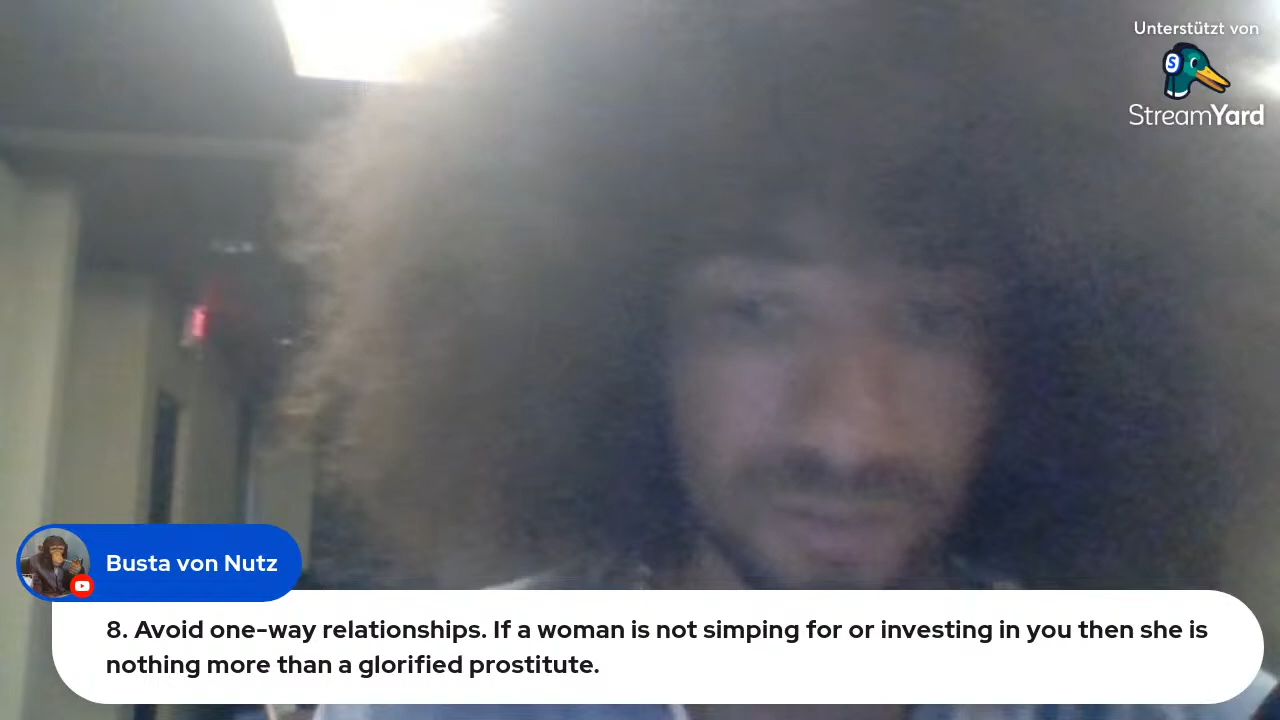 Unterstützt von
StreamYard
Busta von Nutz
8. Avoid one-way relationships. If a woman is not simping for or investing in you then she is
nothing more than a glorified prostitute.